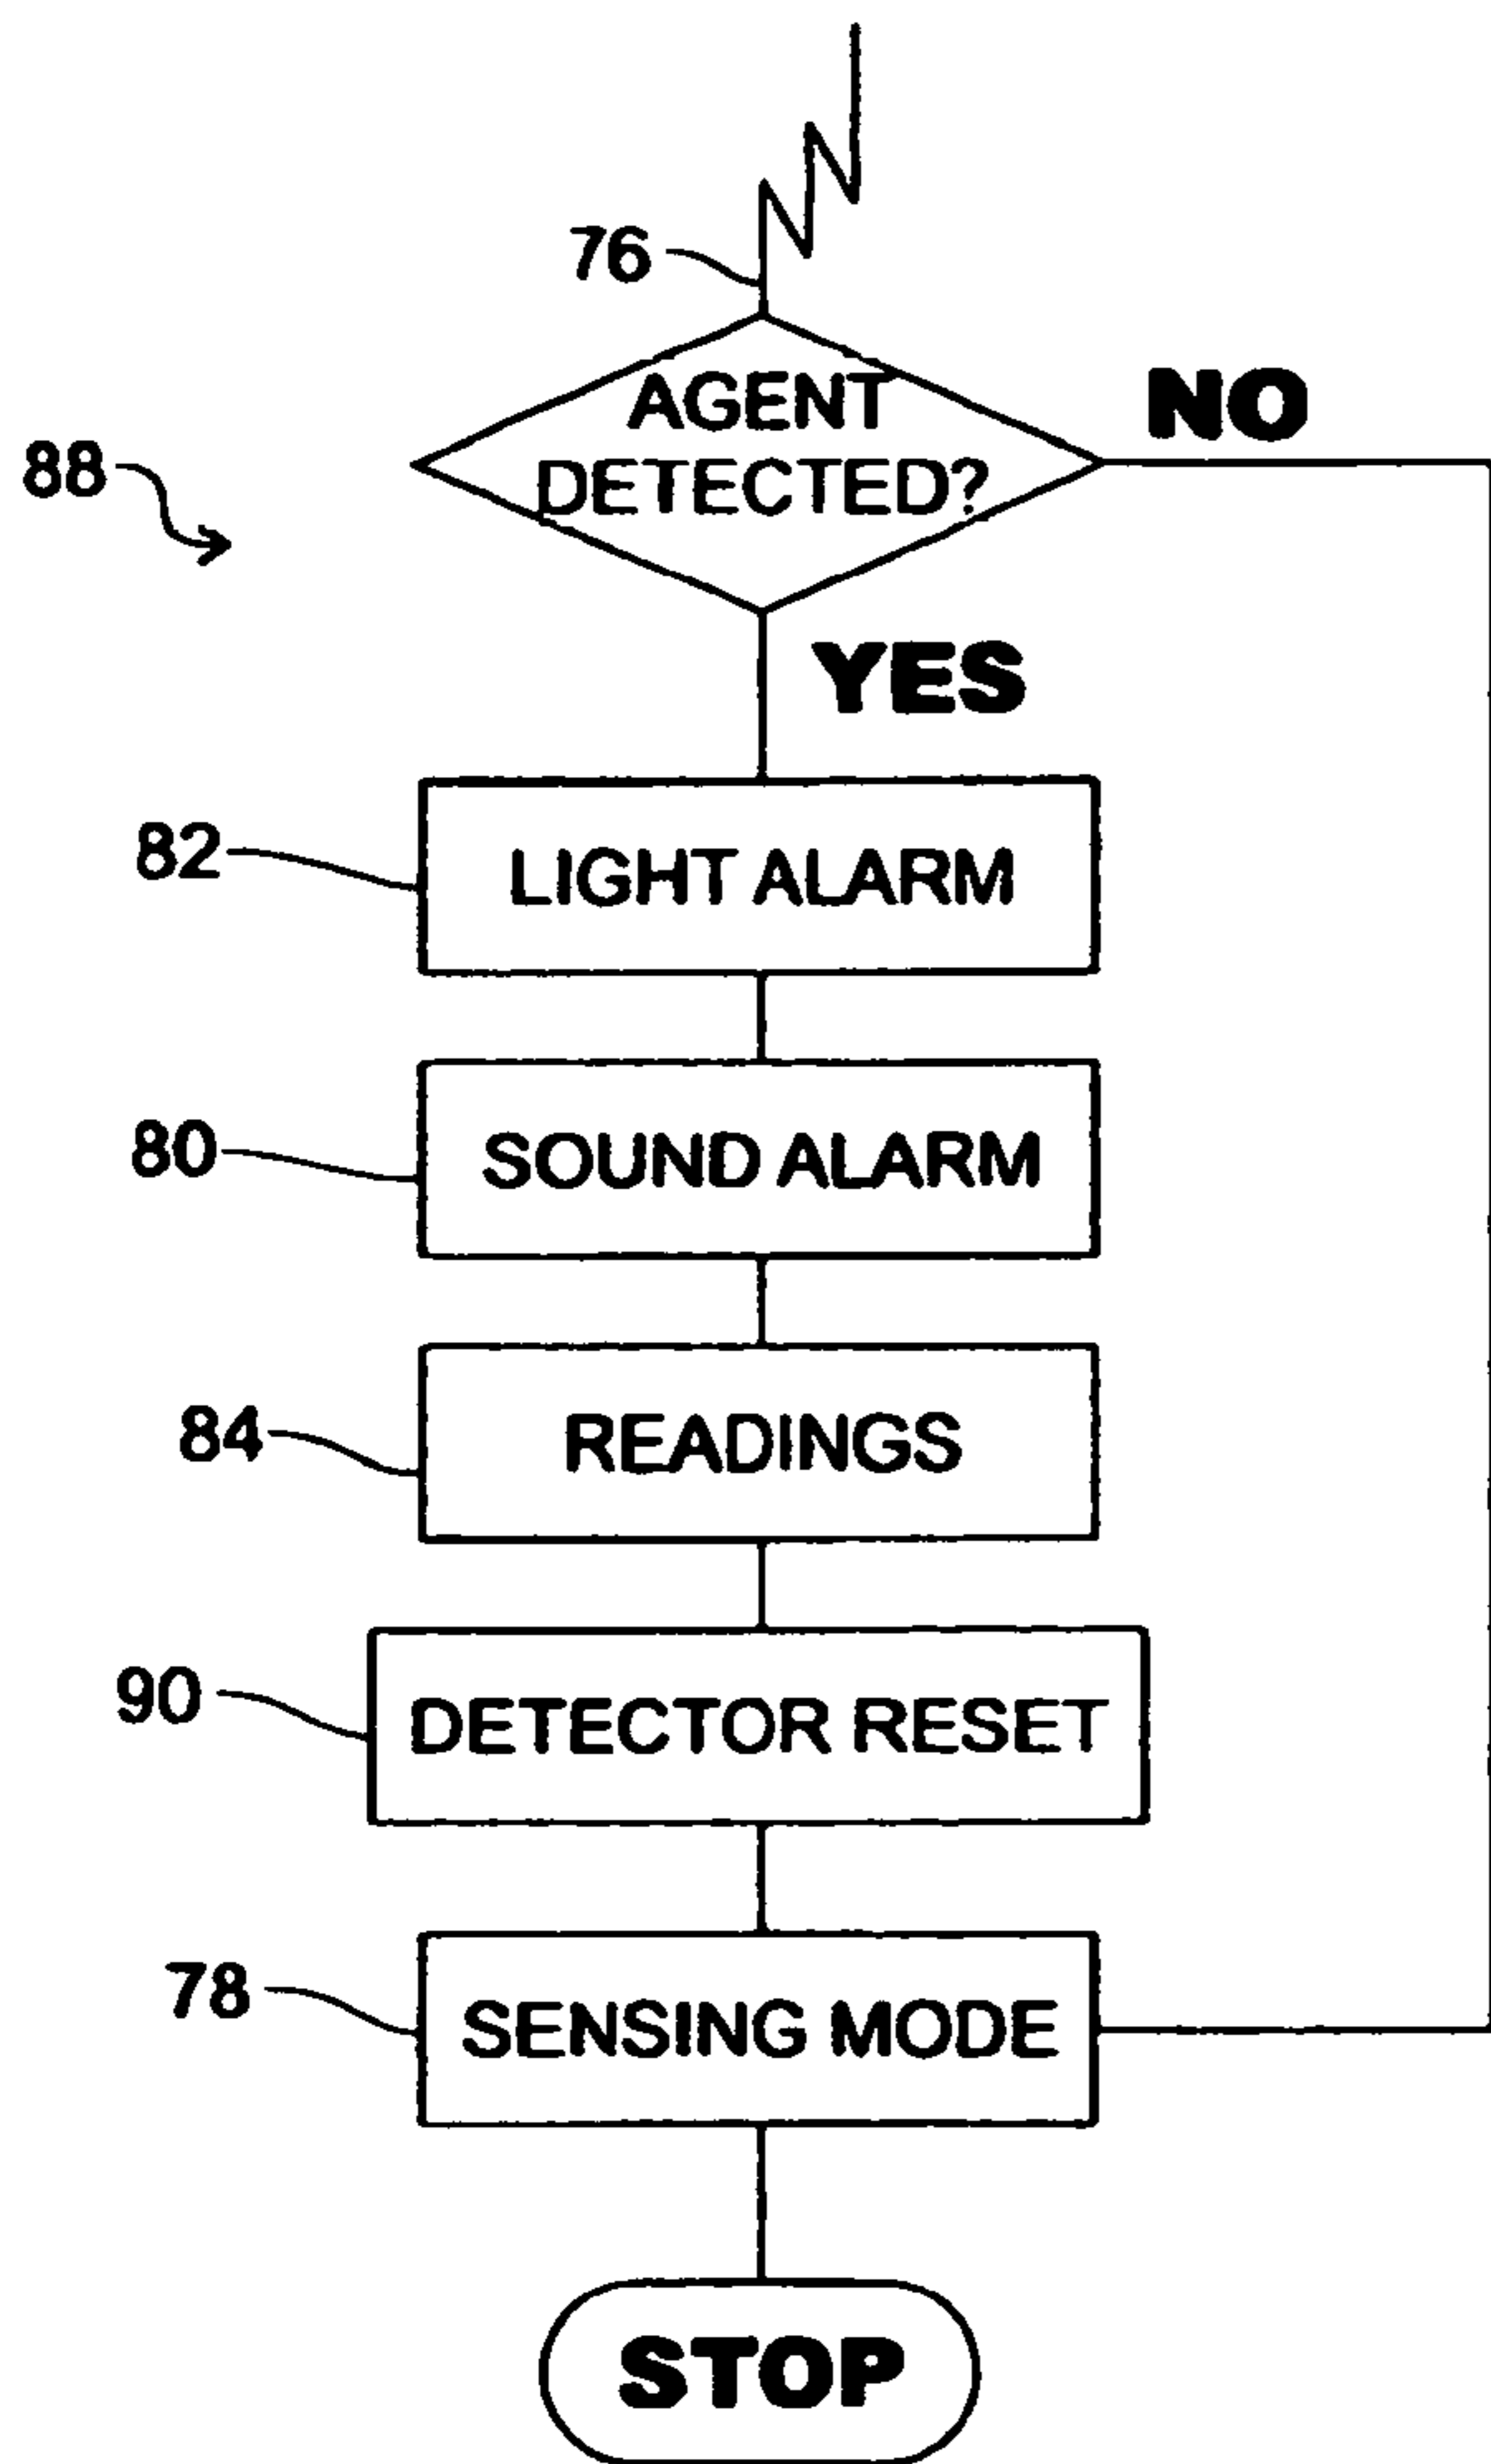 76
AGENT
DETECTED?
NO
88
YES
82
LIGHT ALARM
80
SOUND ALARM
84
READINGS
90
DETECTOR RESET
78
SENSING MODE
STOP